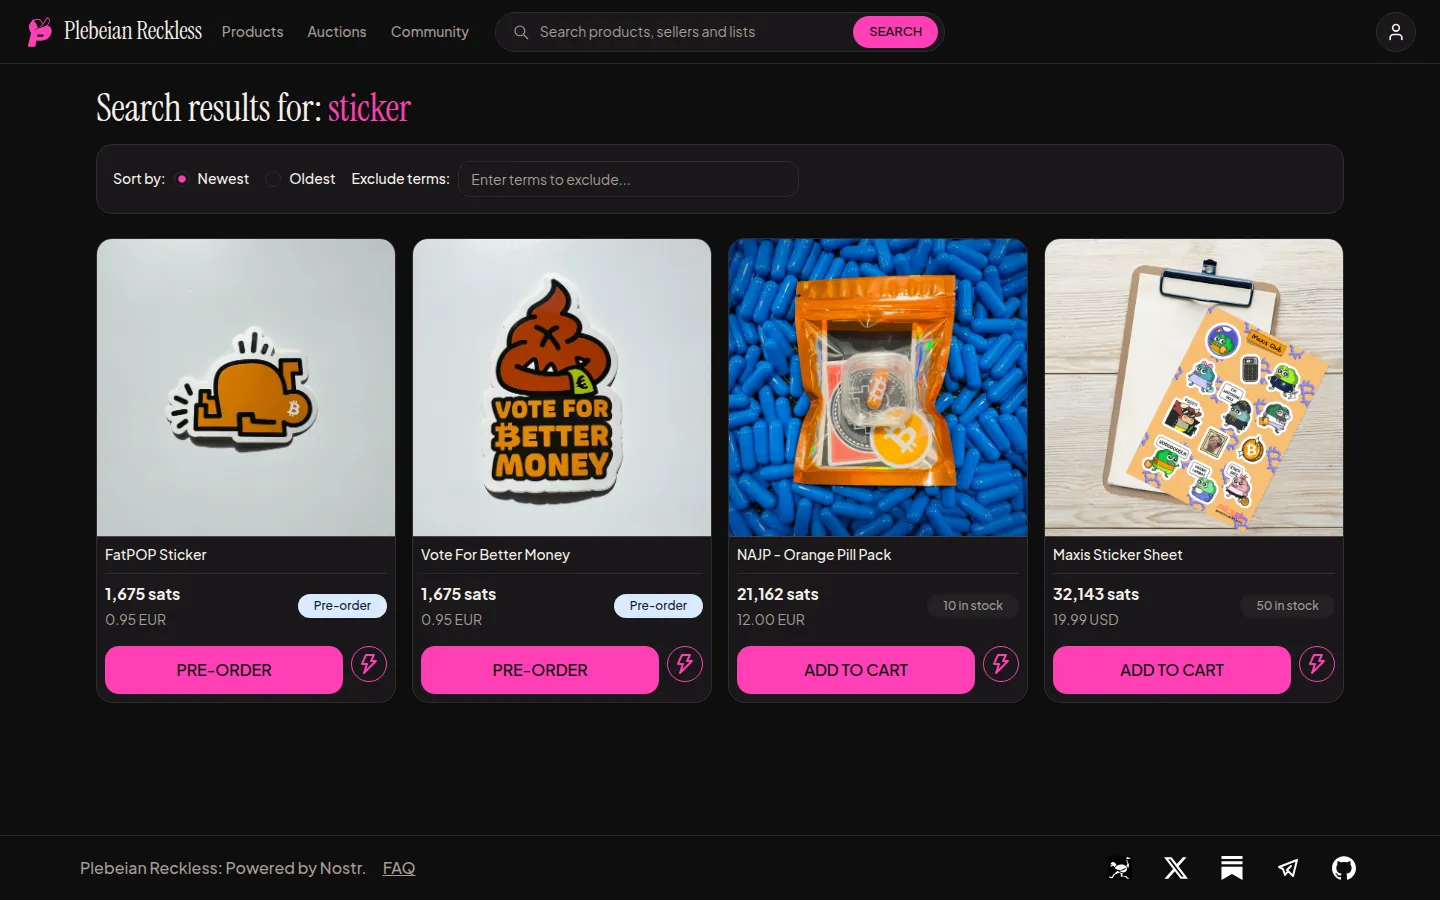 Plebeian Reckless
Products
Auctions
Community
Search products, sellers and lists
SEARCH
Search results for: sticker
Sort by:
Newest
Oldest
Exclude terms:
Enter terms to exclude...
VOTE FOR
BETTER
MONEY
Maxis Club
FatPOP Sticker
1,675 sats
0.95 EUR
Pre-order
PRE-ORDER
Vote For Better Money
1,675 sats
0.95 EUR
Pre-order
PRE-ORDER
NAJP - Orange Pill Pack
21,162 sats
12.00 EUR
10 in stock
ADD TO CART
Maxis Sticker Sheet
32,143 sats
19.99 USD
50 in stock
ADD TO CART
Plebeian Reckless: Powered by Nostr.
FAQ